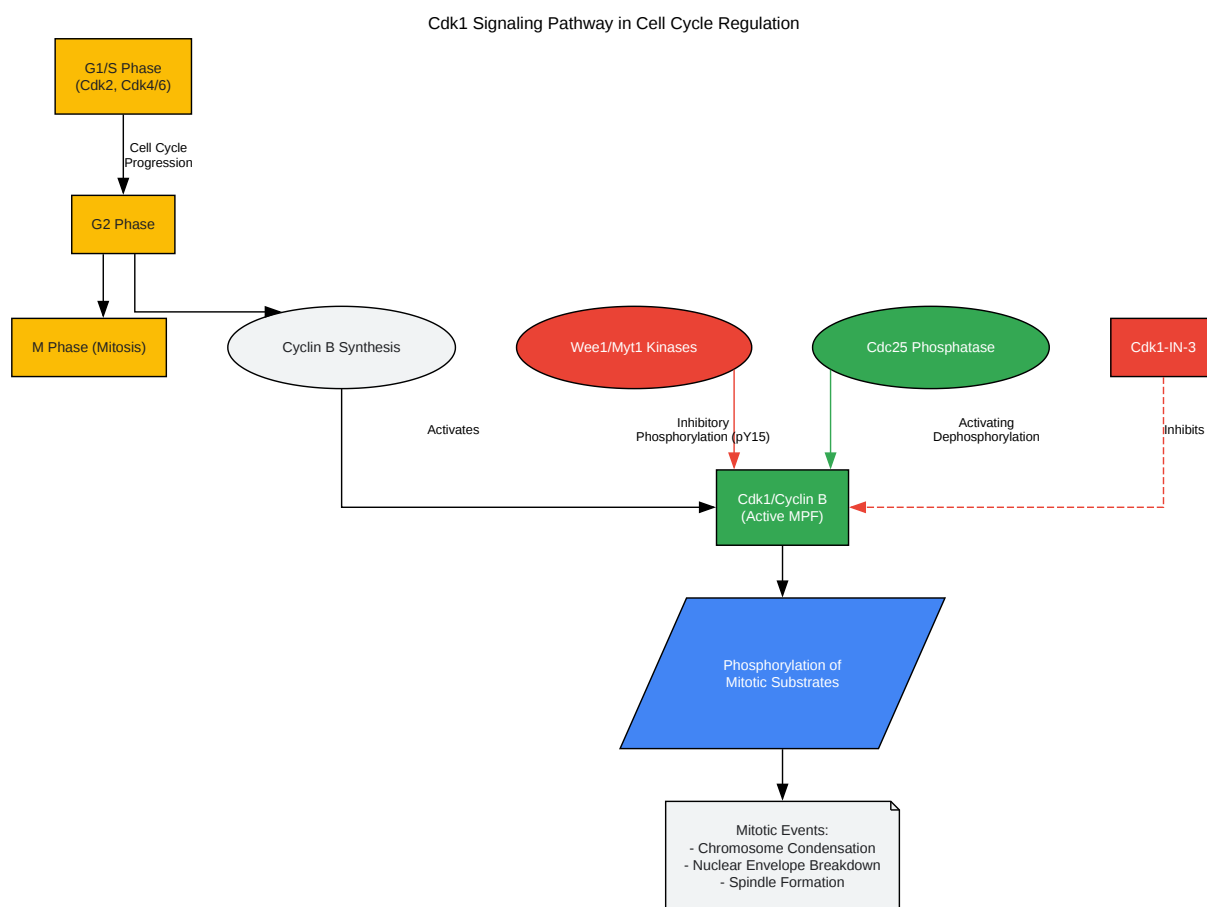 Cdk1 Signaling Pathway in Cell Cycle Regulation
G1/S Phase
(Cdk2, Cdk4/6)
Cell Cycle
Progression
G2 Phase
M Phase (Mitosis)
Cyclin B Synthesis
Wee1/Myt1 Kinases
Cdc25 Phosphatase
Cdk1-IN-3
Activates
Inhibitory
Phosphorylation (pY15)
Activating
Dephosphorylation
Inhibits
Cdk1/Cyclin B
(Active MPF)
Phosphorylation of
Mitotic Substrates
Mitotic Events:
- Chromosome Condensation
- Nuclear Envelope Breakdown
- Spindle Formation